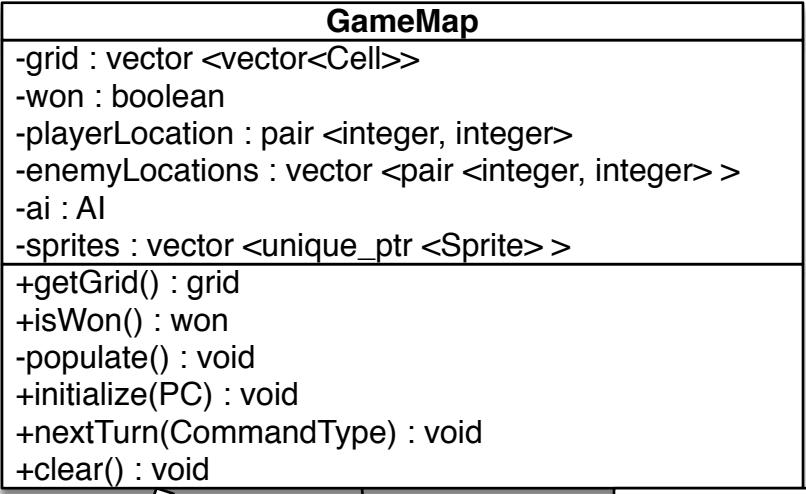 GameMap
-grid : vector <vector<Cell>>
-won : boolean
-playerLocation : pair <integer, integer>
-enemyLocations : vector <pair <integer, integer> >
-ai : AI
-sprites : vector <unique_ptr <Sprite> >
+getGrid() : grid
+isWon() : won
-populate() : void
+initialize(PC) : void
+nextTurn(CommandType) : void
+clear() : void